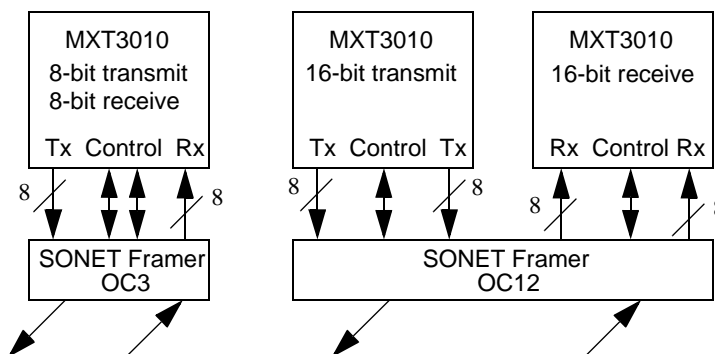 MXT3010
8-bit transmit
8-bit receive
Tx Control Rx
8
8
SONET Framer
OC3
MXT3010
16-bit transmit
Tx Control Tx
8
8
MXT3010
16-bit receive
Rx Control Rx
8
8
SONET Framer
OC12